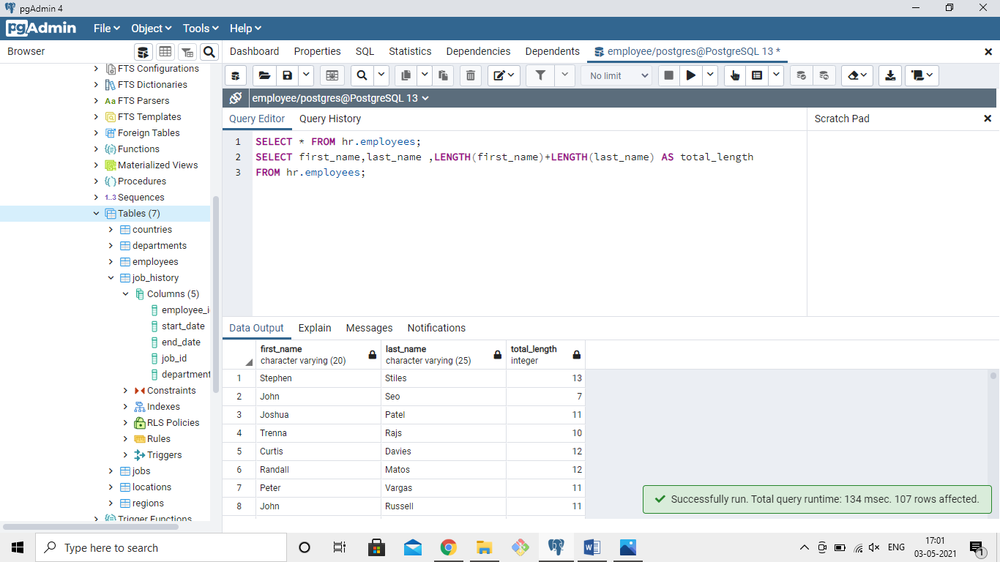 pgAdmin 4
pgAdmin File Object Tools Help
Browser
Dashboard Properties SQL Statistics Dependencies Dependents employee/postgres@PostgreSQL 13 *
FTS Configurations
FTS Dictionaries
Aa FTS Parsers
FTS Templates
Foreign Tables
Functions
Materialized Views
Procedures
1..3 Sequences
Tables (7)
countries
departments
employees
job_history
Columns (5)
employee_i
start_date
end_date
job_id
department
Constraints
Indexes
RLS Policies
Rules
Triggers
jobs
locations
regions
Trigger Functions
No limit
employee/postgres@PostgreSQL 13
Query Editor Query History
Scratch Pad
1 SELECT * FROM hr.employees;
2 SELECT first_name,last_name ,LENGTH(first_name)+LENGTH(last_name) AS total_length
3 FROM hr.employees;
Data Output Explain Messages Notifications
first_name last_name total_length
character varying (20) character varying (25) integer
1 Stephen Stiles 13
2 John Seo 7
3 Joshua Patel 11
4 Trenna Rajs 10
5 Curtis Davies 12
6 Randall Matos 12
7 Peter Vargas 11
8 John Russell 11
Successfully run. Total query runtime: 134 msec. 107 rows affected.
Type here to search
ENG
17:01
03-05-2021
1